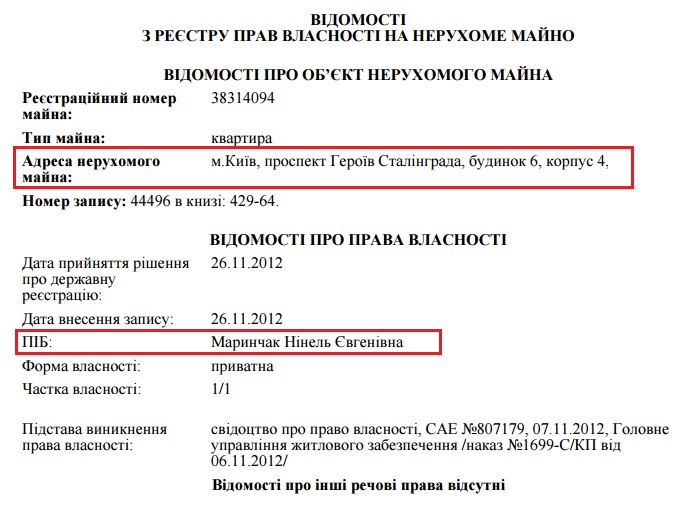 ВІДОМОСТІ
З РЕЄСТРУ ПРАВ ВЛАСНОСТІ НА НЕРУХОМЕ МАЙНО
ВІДОМОСТІ ПРО ОБ’ЄКТ НЕРУХОМОГО МАЙНА
Реєстраційний номер 38314094
майна:
Тип майна: квартира
Адреса нерухомого м.Київ, проспект Героїв Сталінграда, будинок 6, корпус 4,
майна:
Номер запису: 44496 в книзі: 429-64.
ВІДОМОСТІ ПРО ПРАВА ВЛАСНОСТІ
Дата прийняття рішення 26.11.2012
про державну
реєстрацію:
Дата внесення запису: 26.11.2012
ПІБ: Маринчак Нінель Євгенівна
Форма власності: приватна
Частка власності: 1/1
Підстава виникнення свідоцтво про право власності, САЕ №807179, 07.11.2012, Головне
права власності: управління житлового забезпечення /наказ №1699-С/КП від
06.11.2012/
Відомості про інші речові права відсутні